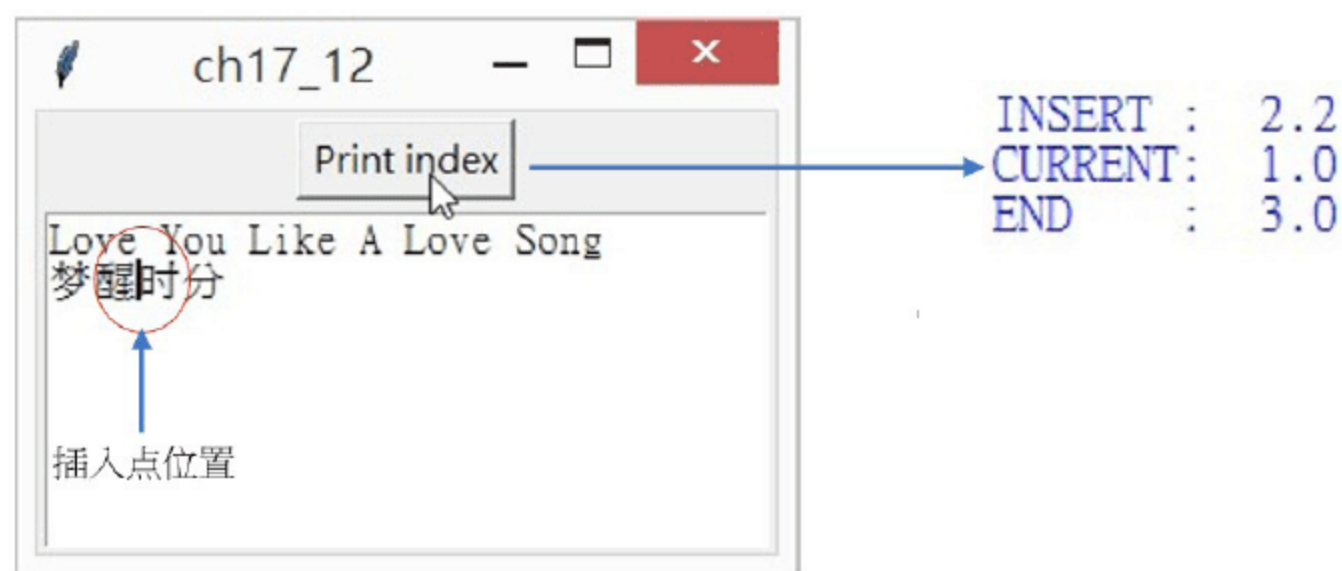 ch17_12
Print index
Love You Like A Love Song
梦醒时分
插入点位置
INSERT : 2.2
CURRENT: 1.0
END : 3.0